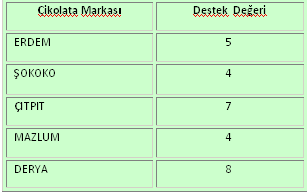 Çikolata Markası Destek Değeri
ERDEM 5
ŞOKOKO 4
ÇITPIT 7
MAZLUM 4
DERYA 8